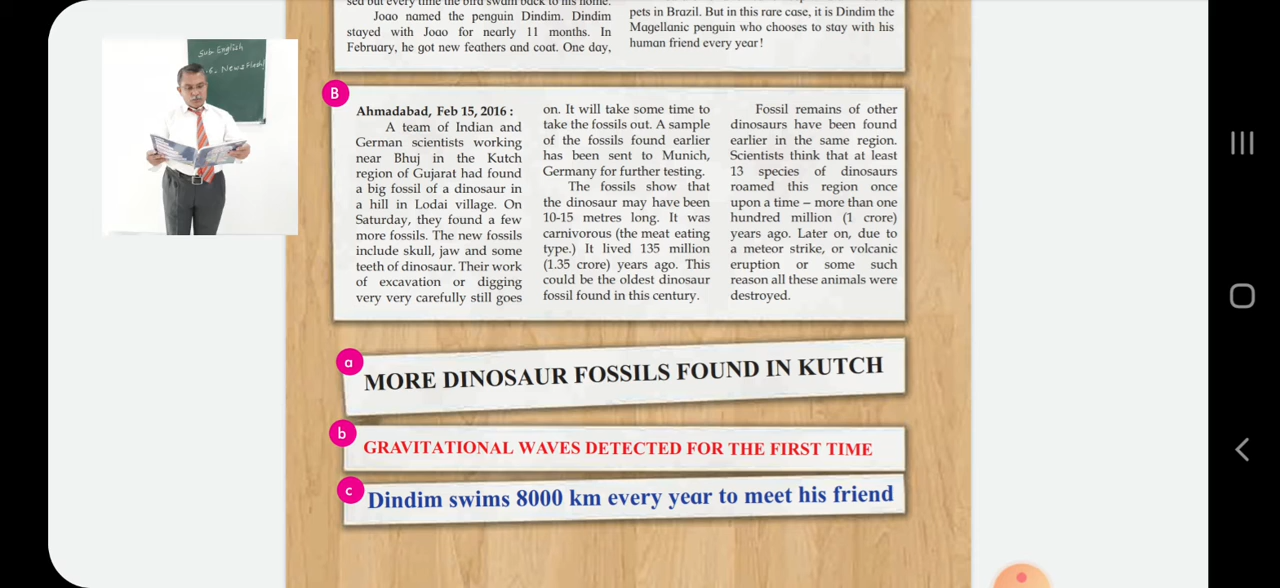 Sub. English
6. Newsflash!
sed but every time the bird swam back to his home.
Joao named the penguin Dindim. Dindim
stayed with Joao for nearly 11 months. In
February, he got new feathers and coat. One day,
pets in Brazil. But in this rare case, it is Dindim the
Magellanic penguin who chooses to stay with his
human friend every year!
B
Ahmadabad, Feb 15, 2016 :
A team of Indian and
German scientists working
near Bhuj in the Kutch
region of Gujarat had found
a big fossil of a dinosaur in
a hill in Lodai village. On
Saturday, they found a few
more fossils. The new fossils
include skull, jaw and some
teeth of dinosaur. Their work
of excavation or digging
very very carefully still goes
on. It will take some time to
take the fossils out. A sample
of the fossils found earlier
has been sent to Munich,
Germany for further testing.
The fossils show that
the dinosaur may have been
10-15 metres long. It was
carnivorous (the meat eating
type.) It lived 135 million
(1.35 crore) years ago. This
could be the oldest dinosaur
fossil found in this century.
Fossil remains of other
dinosaurs have been found
earlier in the same region.
Scientists think that at least
13 species of dinosaurs
roamed this region once
upon a time – more than one
hundred million (1 crore)
years ago. Later on, due to
a meteor strike, or volcanic
eruption or some such
reason all these animals were
destroyed.
a
MORE DINOSAUR FOSSILS FOUND IN KUTCH
b
GRAVITATIONAL WAVES DETECTED FOR THE FIRST TIME
c
Dindim swims 8000 km every year to meet his friend